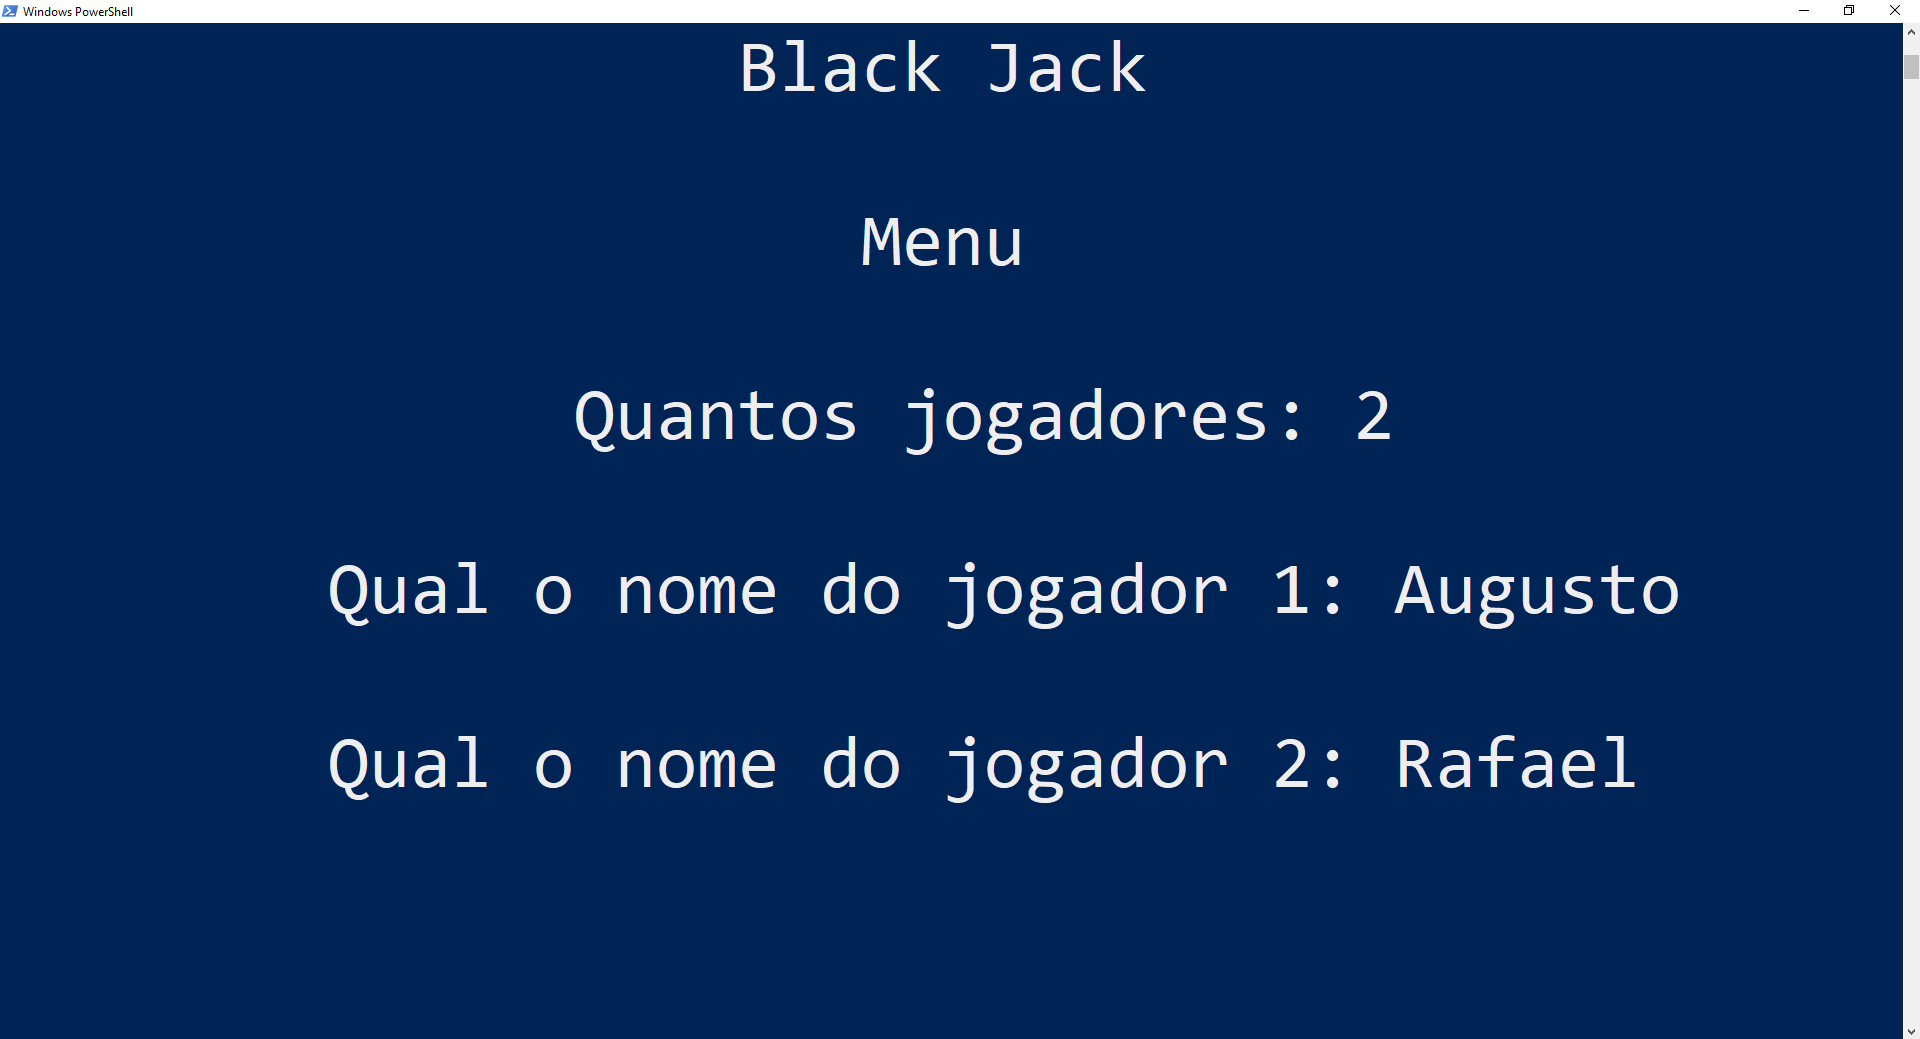 Windows PowerShell
Black Jack
Menu
Quantos jogadores: 2
Qual o nome do jogador 1: Augusto
Qual o nome do jogador 2: Rafael